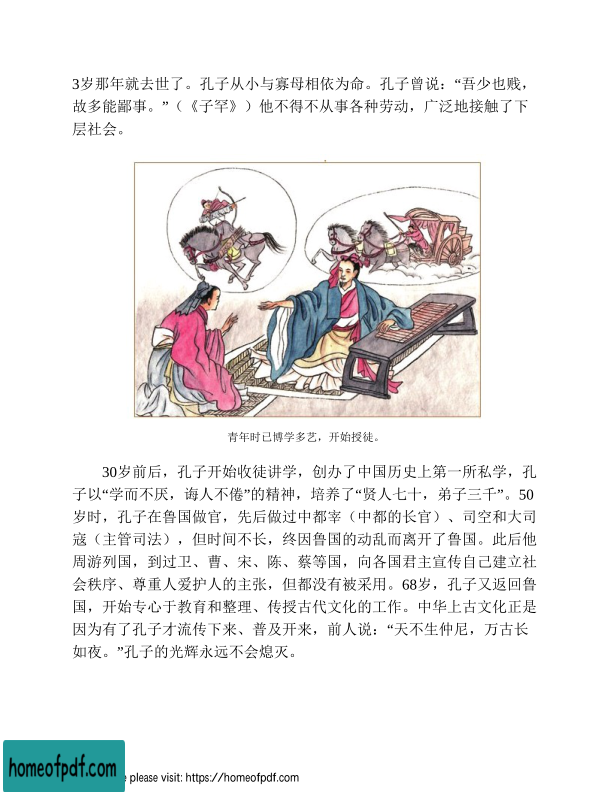 3岁那年就去世了。孔子从小与寡母相依为命。孔子曾说：“吾少也贱，
故多能鄙事。”（《子罕》）他不得不从事各种劳动，广泛地接触了下
层社会。
青年时已博学多艺，开始授徒。
30岁前后，孔子开始收徒讲学，创办了中国历史上第一所私学，孔
子以“学而不厌，诲人不倦”的精神，培养了“贤人七十，弟子三千”。50
岁时，孔子在鲁国做官，先后做过中都宰（中都的长官）、司空和大司
寇（主管司法），但时间不长，终因鲁国的动乱而离开了鲁国。此后他
周游列国，到过卫、曹、宋、陈、蔡等国，向各国君主宣传自己建立社
会秩序、尊重人爱护人的主张，但都没有被采用。68岁，孔子又返回鲁
国，开始专心于教育和整理、传授古代文化的工作。中华上古文化正是
因为有了孔子才流传下来、普及开来，前人说：“天不生仲尼，万古长
如夜。”孔子的光辉永远不会熄灭。
homeofpdf.com
please visit: https://homeofpdf.com